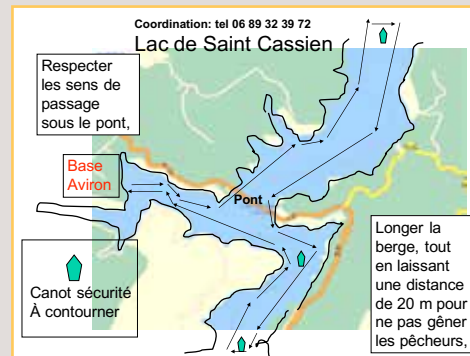 Coordination: tel 06 89 32 39 72
Lac de Saint Cassien
Respecter
les sens de
passage
sous le pont,
Base
Aviron
Pont
Canot sécurité
À contourner
Longer la
berge, tout
en laissant
une distance
de 20 m pour
ne pas gêner
les pêcheurs,